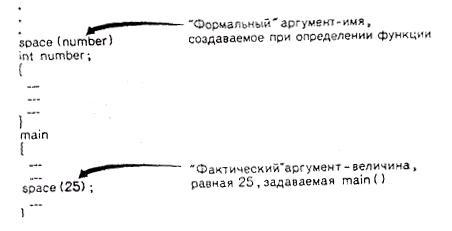 "Формальный" аргумент-имя,
space (number) создаваемое при определении функции
int number;
{
---
---
---
}
main
{
---
--- "Фактический" аргумент-величина,
space (25) ; равная 25, задаваемая main ( )
---
}